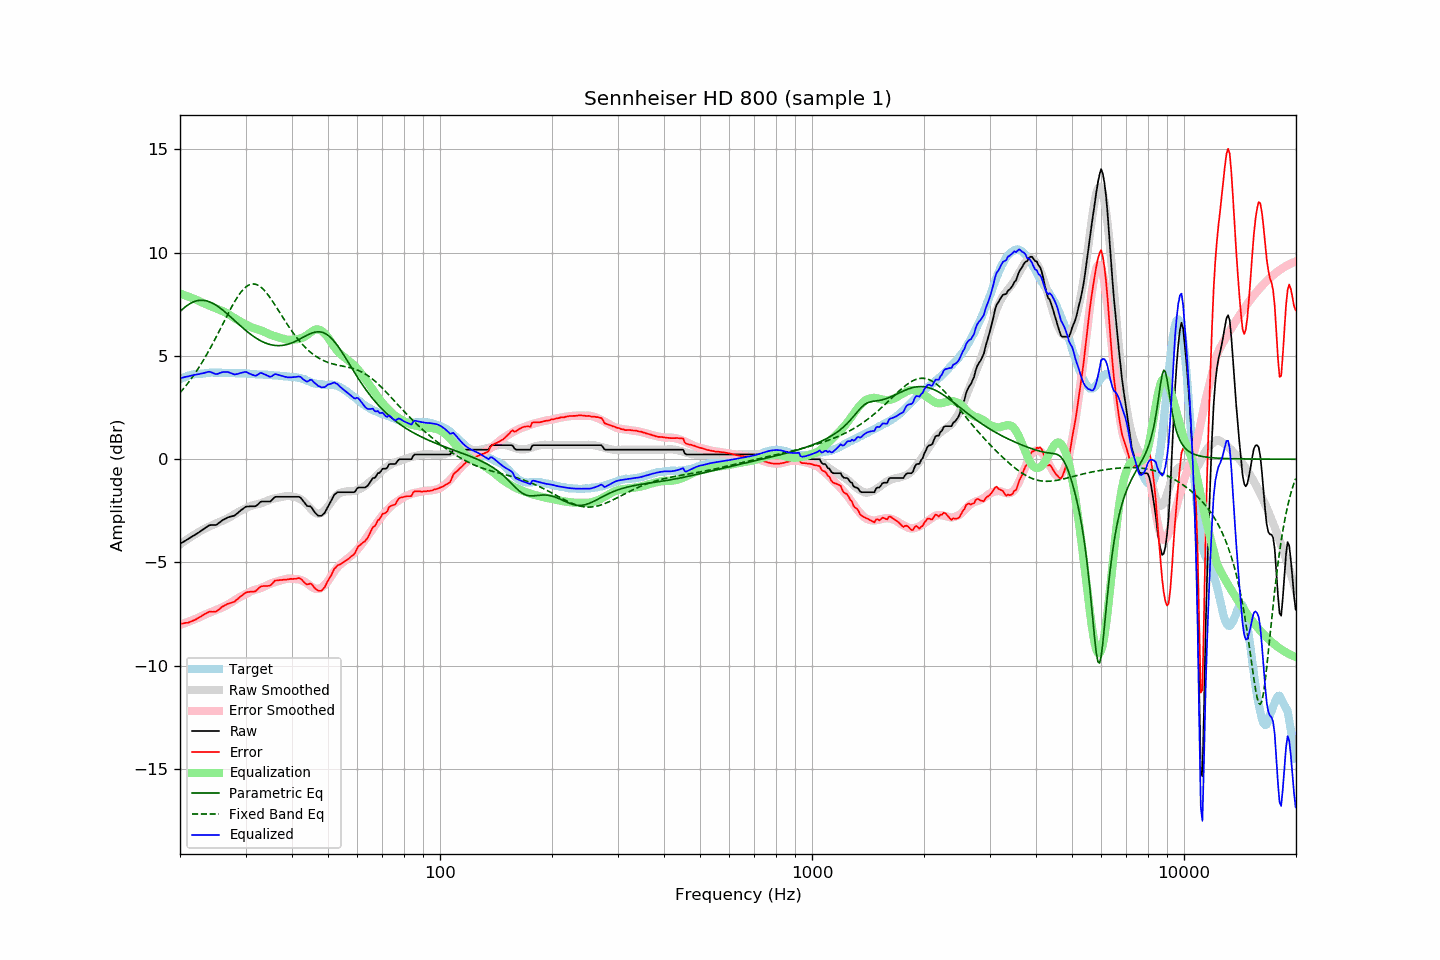 Sennheiser HD 800 (sample 1)
Amplitude (dBr)
15
10
5
0
−5
−10
−15
Target
Raw Smoothed
Error Smoothed
Raw
Error
Equalization
Parametric Eq
Fixed Band Eq
Equalized
100
1000
10000
Frequency (Hz)